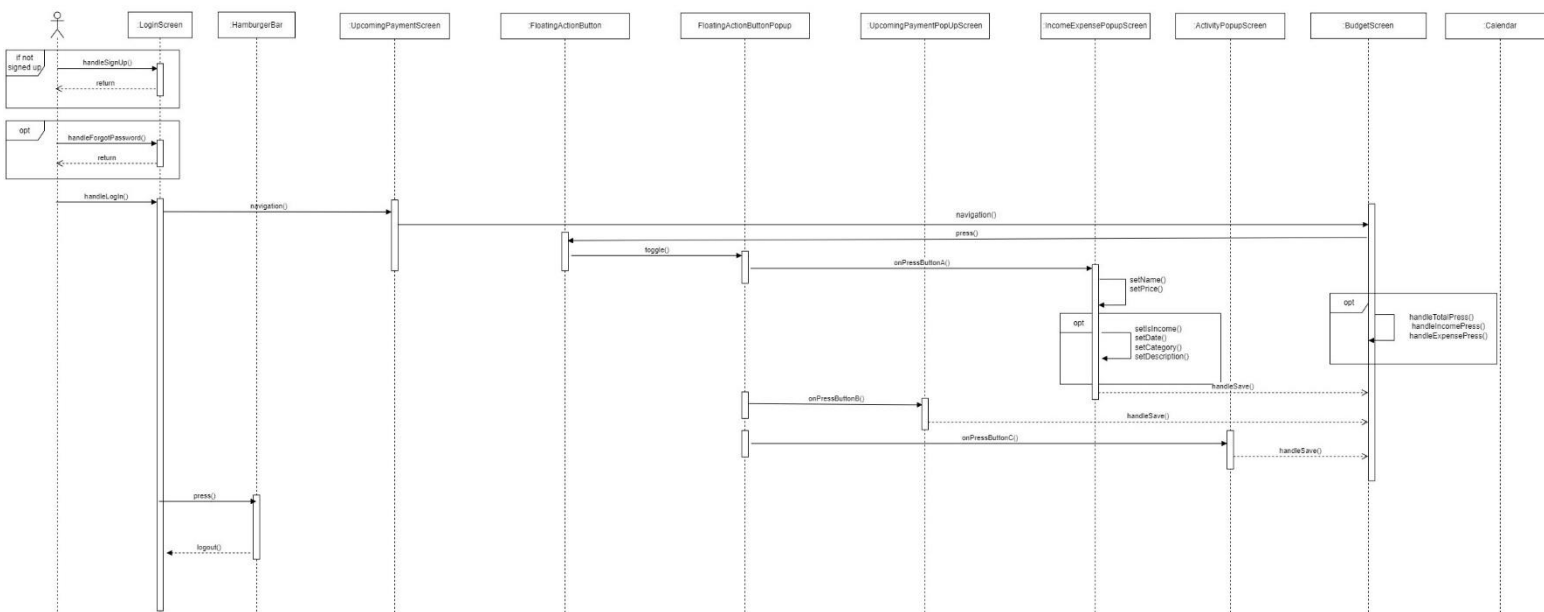 :LoginScreen
:HamburgerBar
:UpcomingPaymentScreen
:FloatingActionButton
FloatingActionButtonPopup
:UpcomingPaymentPopUpScreen
:IncomeExpensePopupScreen
:ActivityPopupScreen
:BudgetScreen
:Calendar
if not
signed up
handleSignUp()
return
opt
handleForgotPassword()
return
handleLogIn()
navigation()
navigation()
press()
toggle()
onPressButtonA()
setName()
setPrice()
opt
setIsIncome()
setDate()
setCategory()
setDescription()
opt
handleTotalPress()
handleIncomePress()
handleExpensePress()
handleSave()
onPressButtonB()
handleSave()
onPressButtonC()
handleSave()
press()
logout()